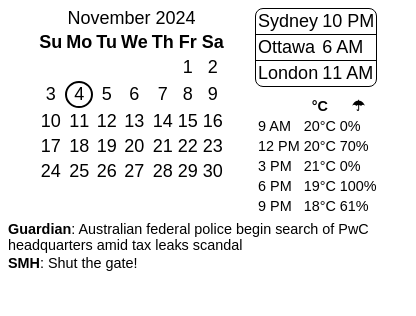 November 2024
Su Mo Tu We Th Fr Sa
1 2
3 4 5 6 7 8 9
10 11 12 13 14 15 16
17 18 19 20 21 22 23
24 25 26 27 28 29 30
Sydney 10 PM
Ottawa 6 AM
London 11 AM
°C ☂
9 AM 20°C 0%
12 PM 20°C 70%
3 PM 21°C 0%
6 PM 19°C 100%
9 PM 18°C 61%
Guardian: Australian federal police begin search of PwC
headquarters amid tax leaks scandal
SMH: Shut the gate!